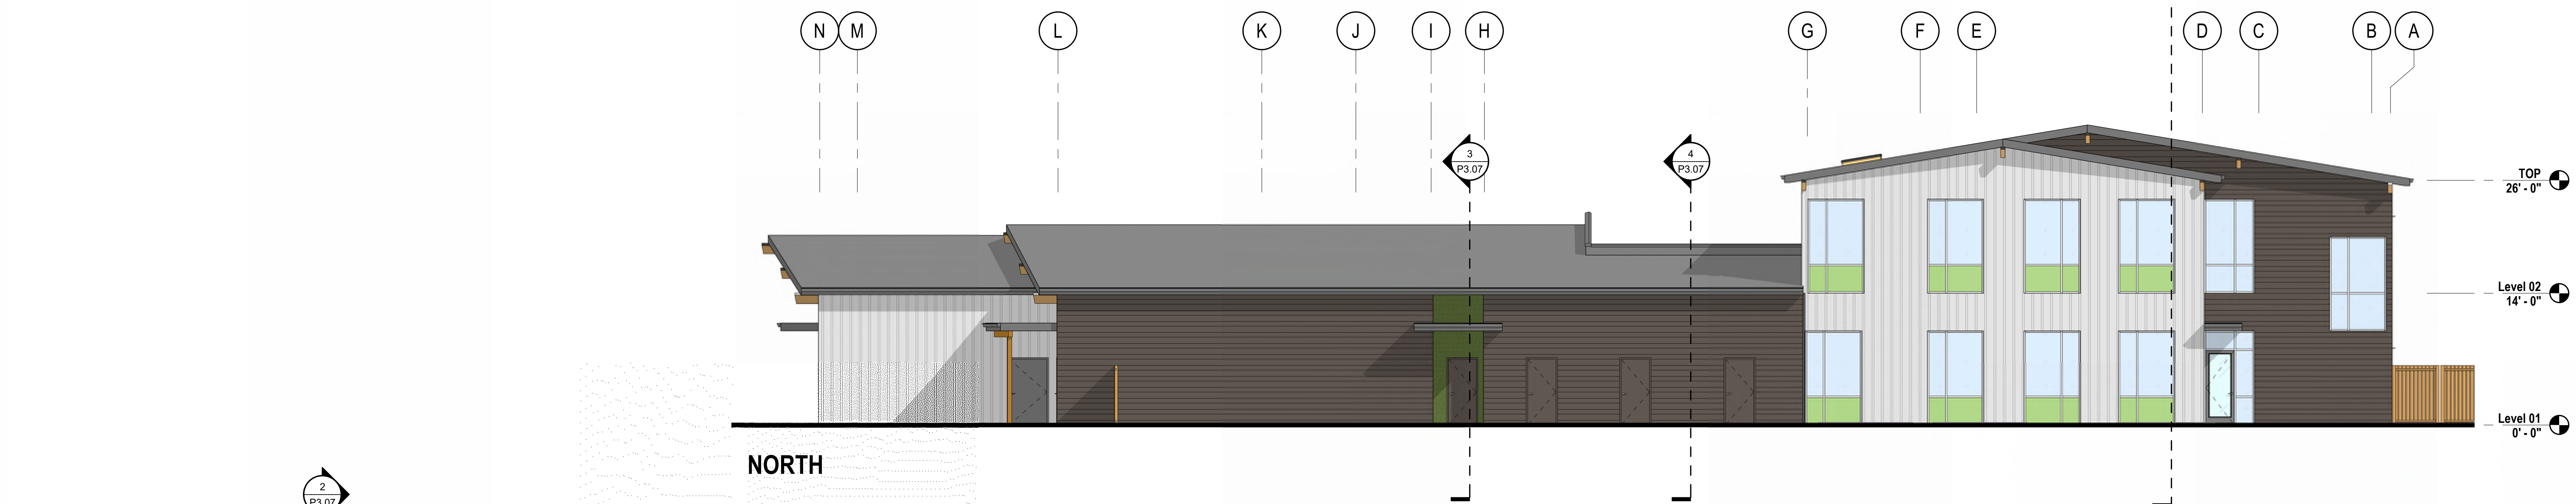 N M L K J I H G F E D C B A
3
P3.07
4
P3.07
TOP
26' - 0"
Level 02
14' - 0"
Level 01
0' - 0"
NORTH
2
P3.07